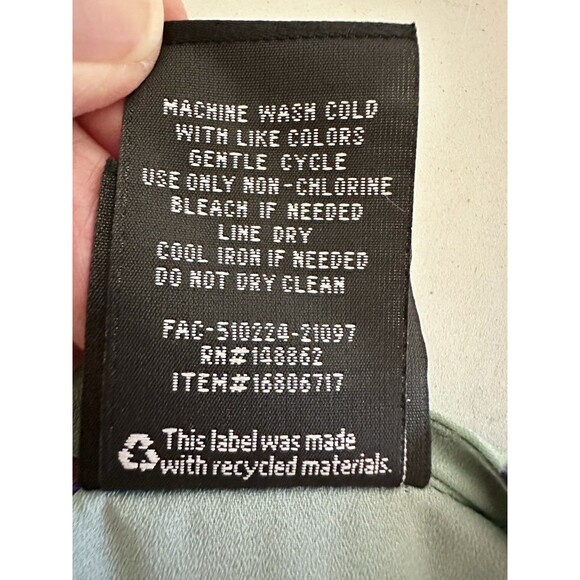 MACHINE WASH COLD
WITH LIKE COLORS
GENTLE CYCLE
USE ONLY NON-CHLORINE
BLEACH IF NEEDED
LINE DRY
COOL IRON IF NEEDED
DO NOT DRY CLEAN
FAC-510224-21097
RN#148862
ITEM#16806717
This label was made
with recycled materials.